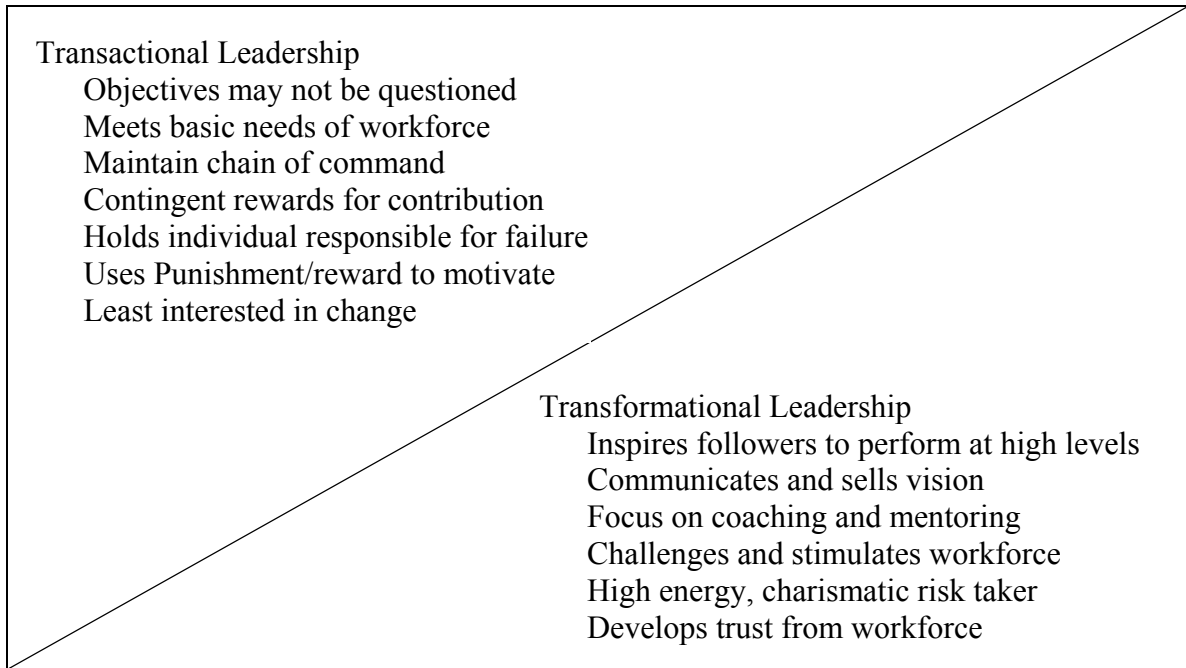 Transactional Leadership
Objectives may not be questioned
Meets basic needs of workforce
Maintain chain of command
Contingent rewards for contribution
Holds individual responsible for failure
Uses Punishment/reward to motivate
Least interested in change
Transformational Leadership
Inspires followers to perform at high levels
Communicates and sells vision
Focus on coaching and mentoring
Challenges and stimulates workforce
High energy, charismatic risk taker
Develops trust from workforce